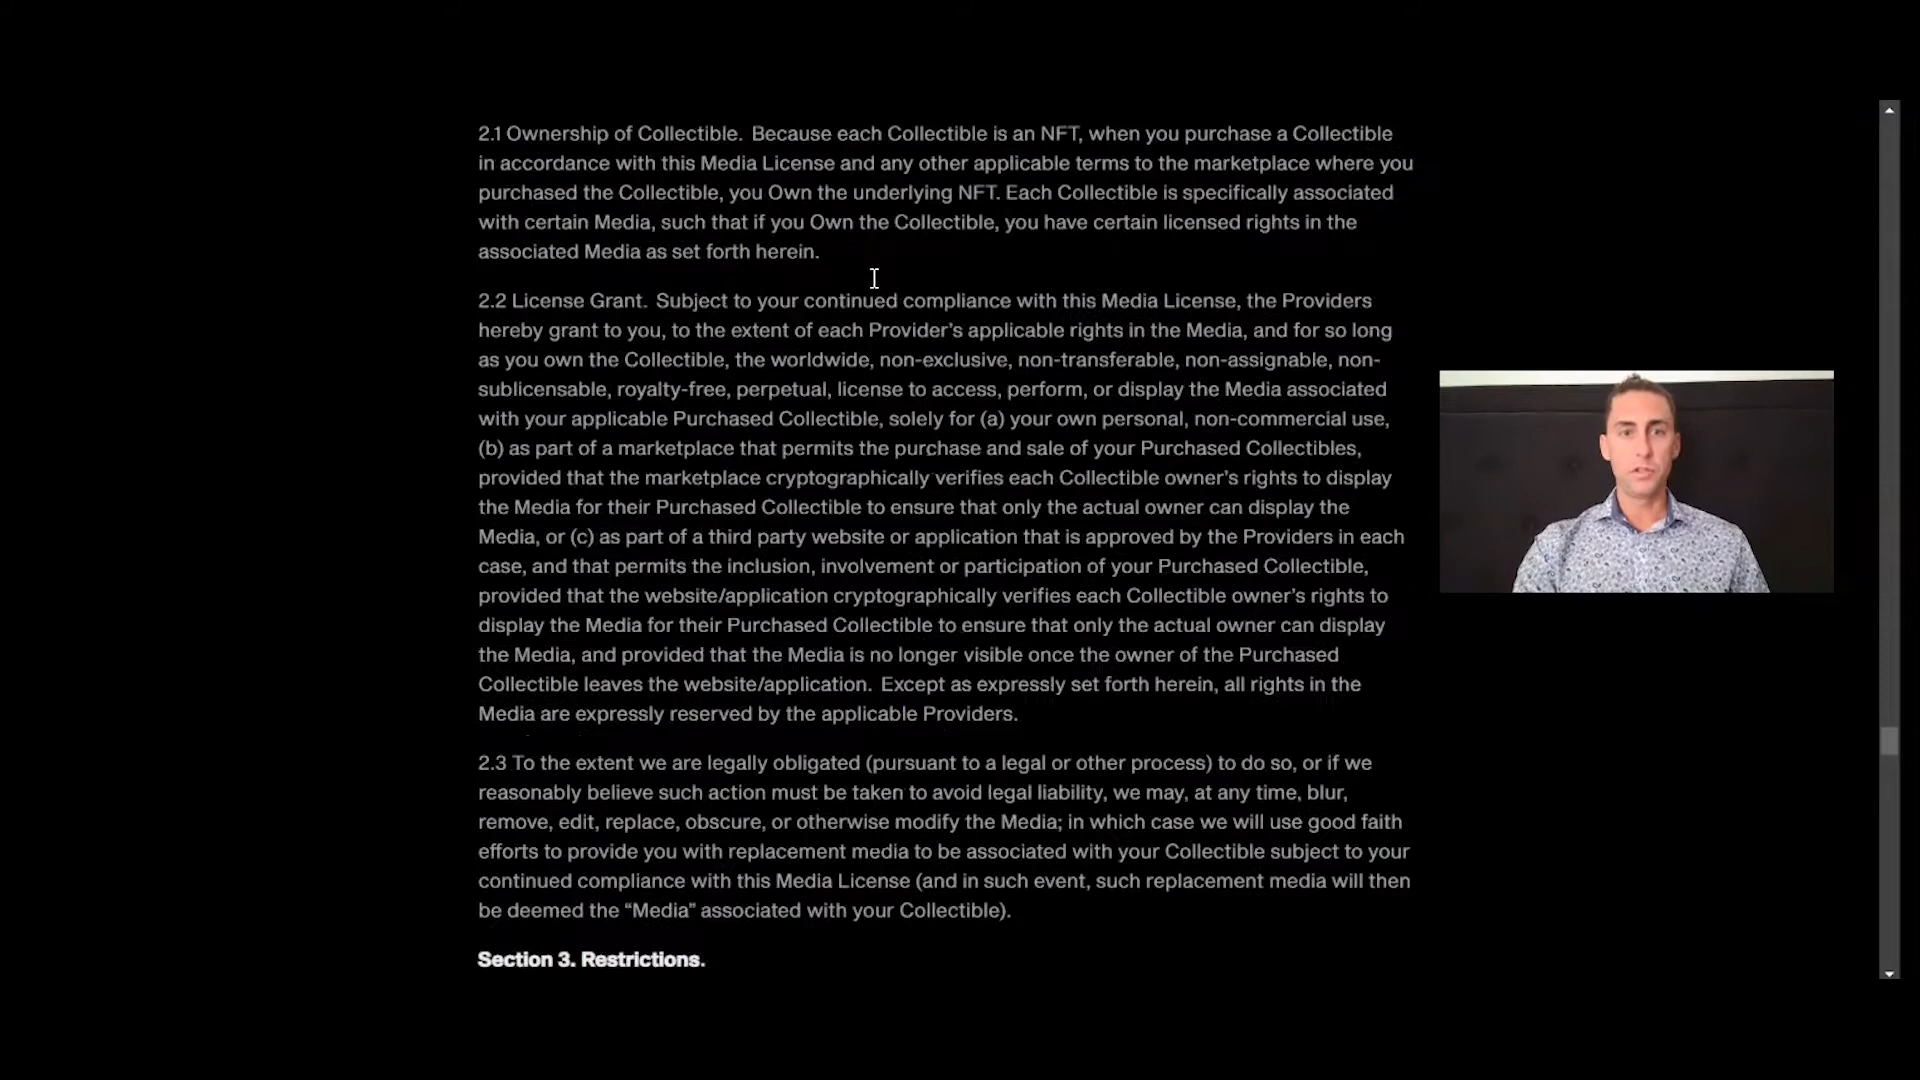 2.1 Ownership of Collectible. Because each Collectible is an NFT, when you purchase a Collectible
in accordance with this Media License and any other applicable terms to the marketplace where you
purchased the Collectible, you Own the underlying NFT. Each Collectible is specifically associated
with certain Media, such that if you Own the Collectible, you have certain licensed rights in the
associated Media as set forth herein.
2.2 License Grant. Subject to your continued compliance with this Media License, the Providers
hereby grant to you, to the extent of each Provider's applicable rights in the Media, and for so long
as you own the Collectible, the worldwide, non-exclusive, non-transferable, non-assignable, non-
sublicensable, royalty-free, perpetual, license to access, perform, or display the Media associated
with your applicable Purchased Collectible, solely for (a) your own personal, non-commercial use,
(b) as part of a marketplace that permits the purchase and sale of your Purchased Collectibles,
provided that the marketplace cryptographically verifies each Collectible owner's rights to display
the Media for their Purchased Collectible to ensure that only the actual owner can display the
Media, or (c) as part of a third party website or application that is approved by the Providers in each
case, and that permits the inclusion, involvement or participation of your Purchased Collectible,
provided that the website/application cryptographically verifies each Collectible owner's rights to
display the Media for their Purchased Collectible to ensure that only the actual owner can display
the Media, and provided that the Media is no longer visible once the owner of the Purchased
Collectible leaves the website/application. Except as expressly set forth herein, all rights in the
Media are expressly reserved by the applicable Providers.
2.3 To the extent we are legally obligated (pursuant to a legal or other process) to do so, or if we
reasonably believe such action must be taken to avoid legal liability, we may, at any time, blur,
remove, edit, replace, obscure, or otherwise modify the Media; in which case we will use good faith
efforts to provide you with replacement media to be associated with your Collectible subject to your
continued compliance with this Media License (and in such event, such replacement media will then
be deemed the “Media” associated with your Collectible).
Section 3. Restrictions.